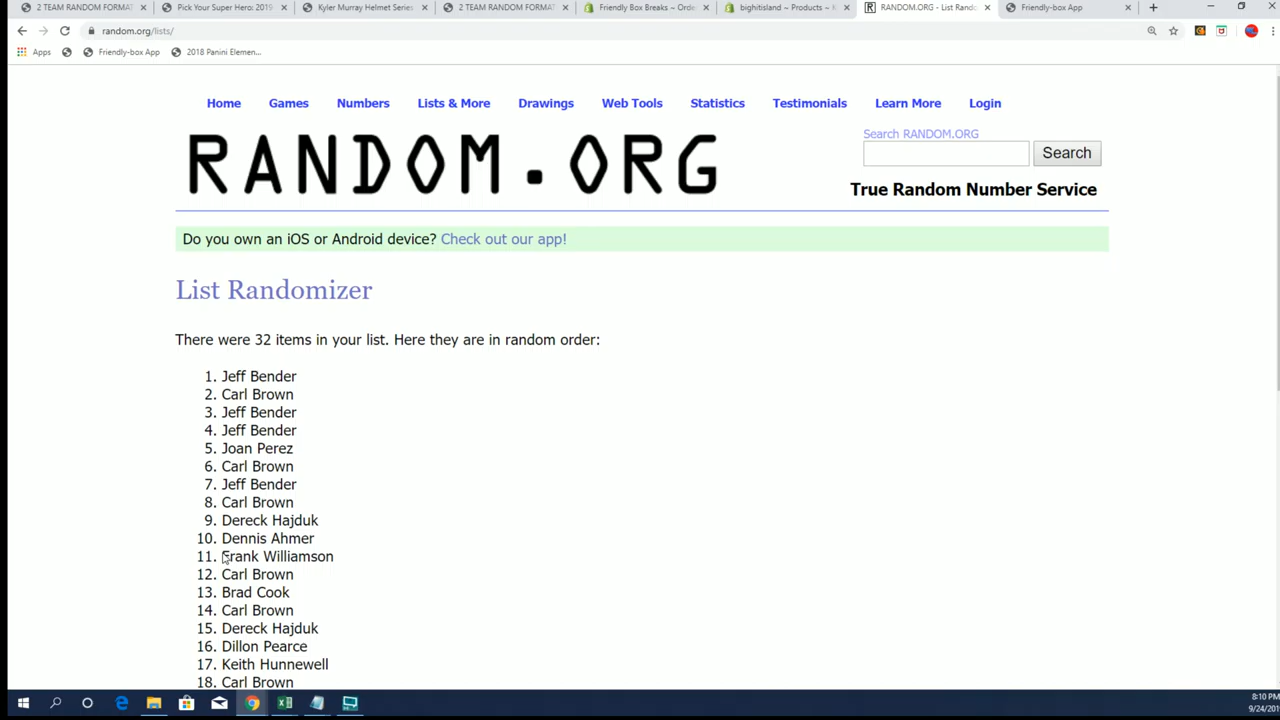 2 TEAM RANDOM FORMAT
Pick Your Super Hero: 2019
Kyler Murray Helmet Series
2 TEAM RANDOM FORMAT
Friendly Box Breaks ~ Orde
bighitisland ~ Products ~ K
RANDOM.ORG - List Rando
Friendly-box App
random.org/lists/
Apps
Friendly-box App
2018 Panini Elemen...
Home
Games
Numbers
Lists & More
Drawings
Web Tools
Statistics
Testimonials
Learn More
Login
RANDOM.ORG
Search RANDOM.ORG
Search
True Random Number Service
Do you own an iOS or Android device? Check out our app!
List Randomizer
There were 32 items in your list. Here they are in random order:
1. Jeff Bender
2. Carl Brown
3. Jeff Bender
4. Jeff Bender
5. Joan Perez
6. Carl Brown
7. Jeff Bender
8. Carl Brown
9. Dereck Hajduk
10. Dennis Ahmer
11. Frank Williamson
12. Carl Brown
13. Brad Cook
14. Carl Brown
15. Dereck Hajduk
16. Dillon Pearce
17. Keith Hunnewell
18. Carl Brown
8:10 PM
9/24/201